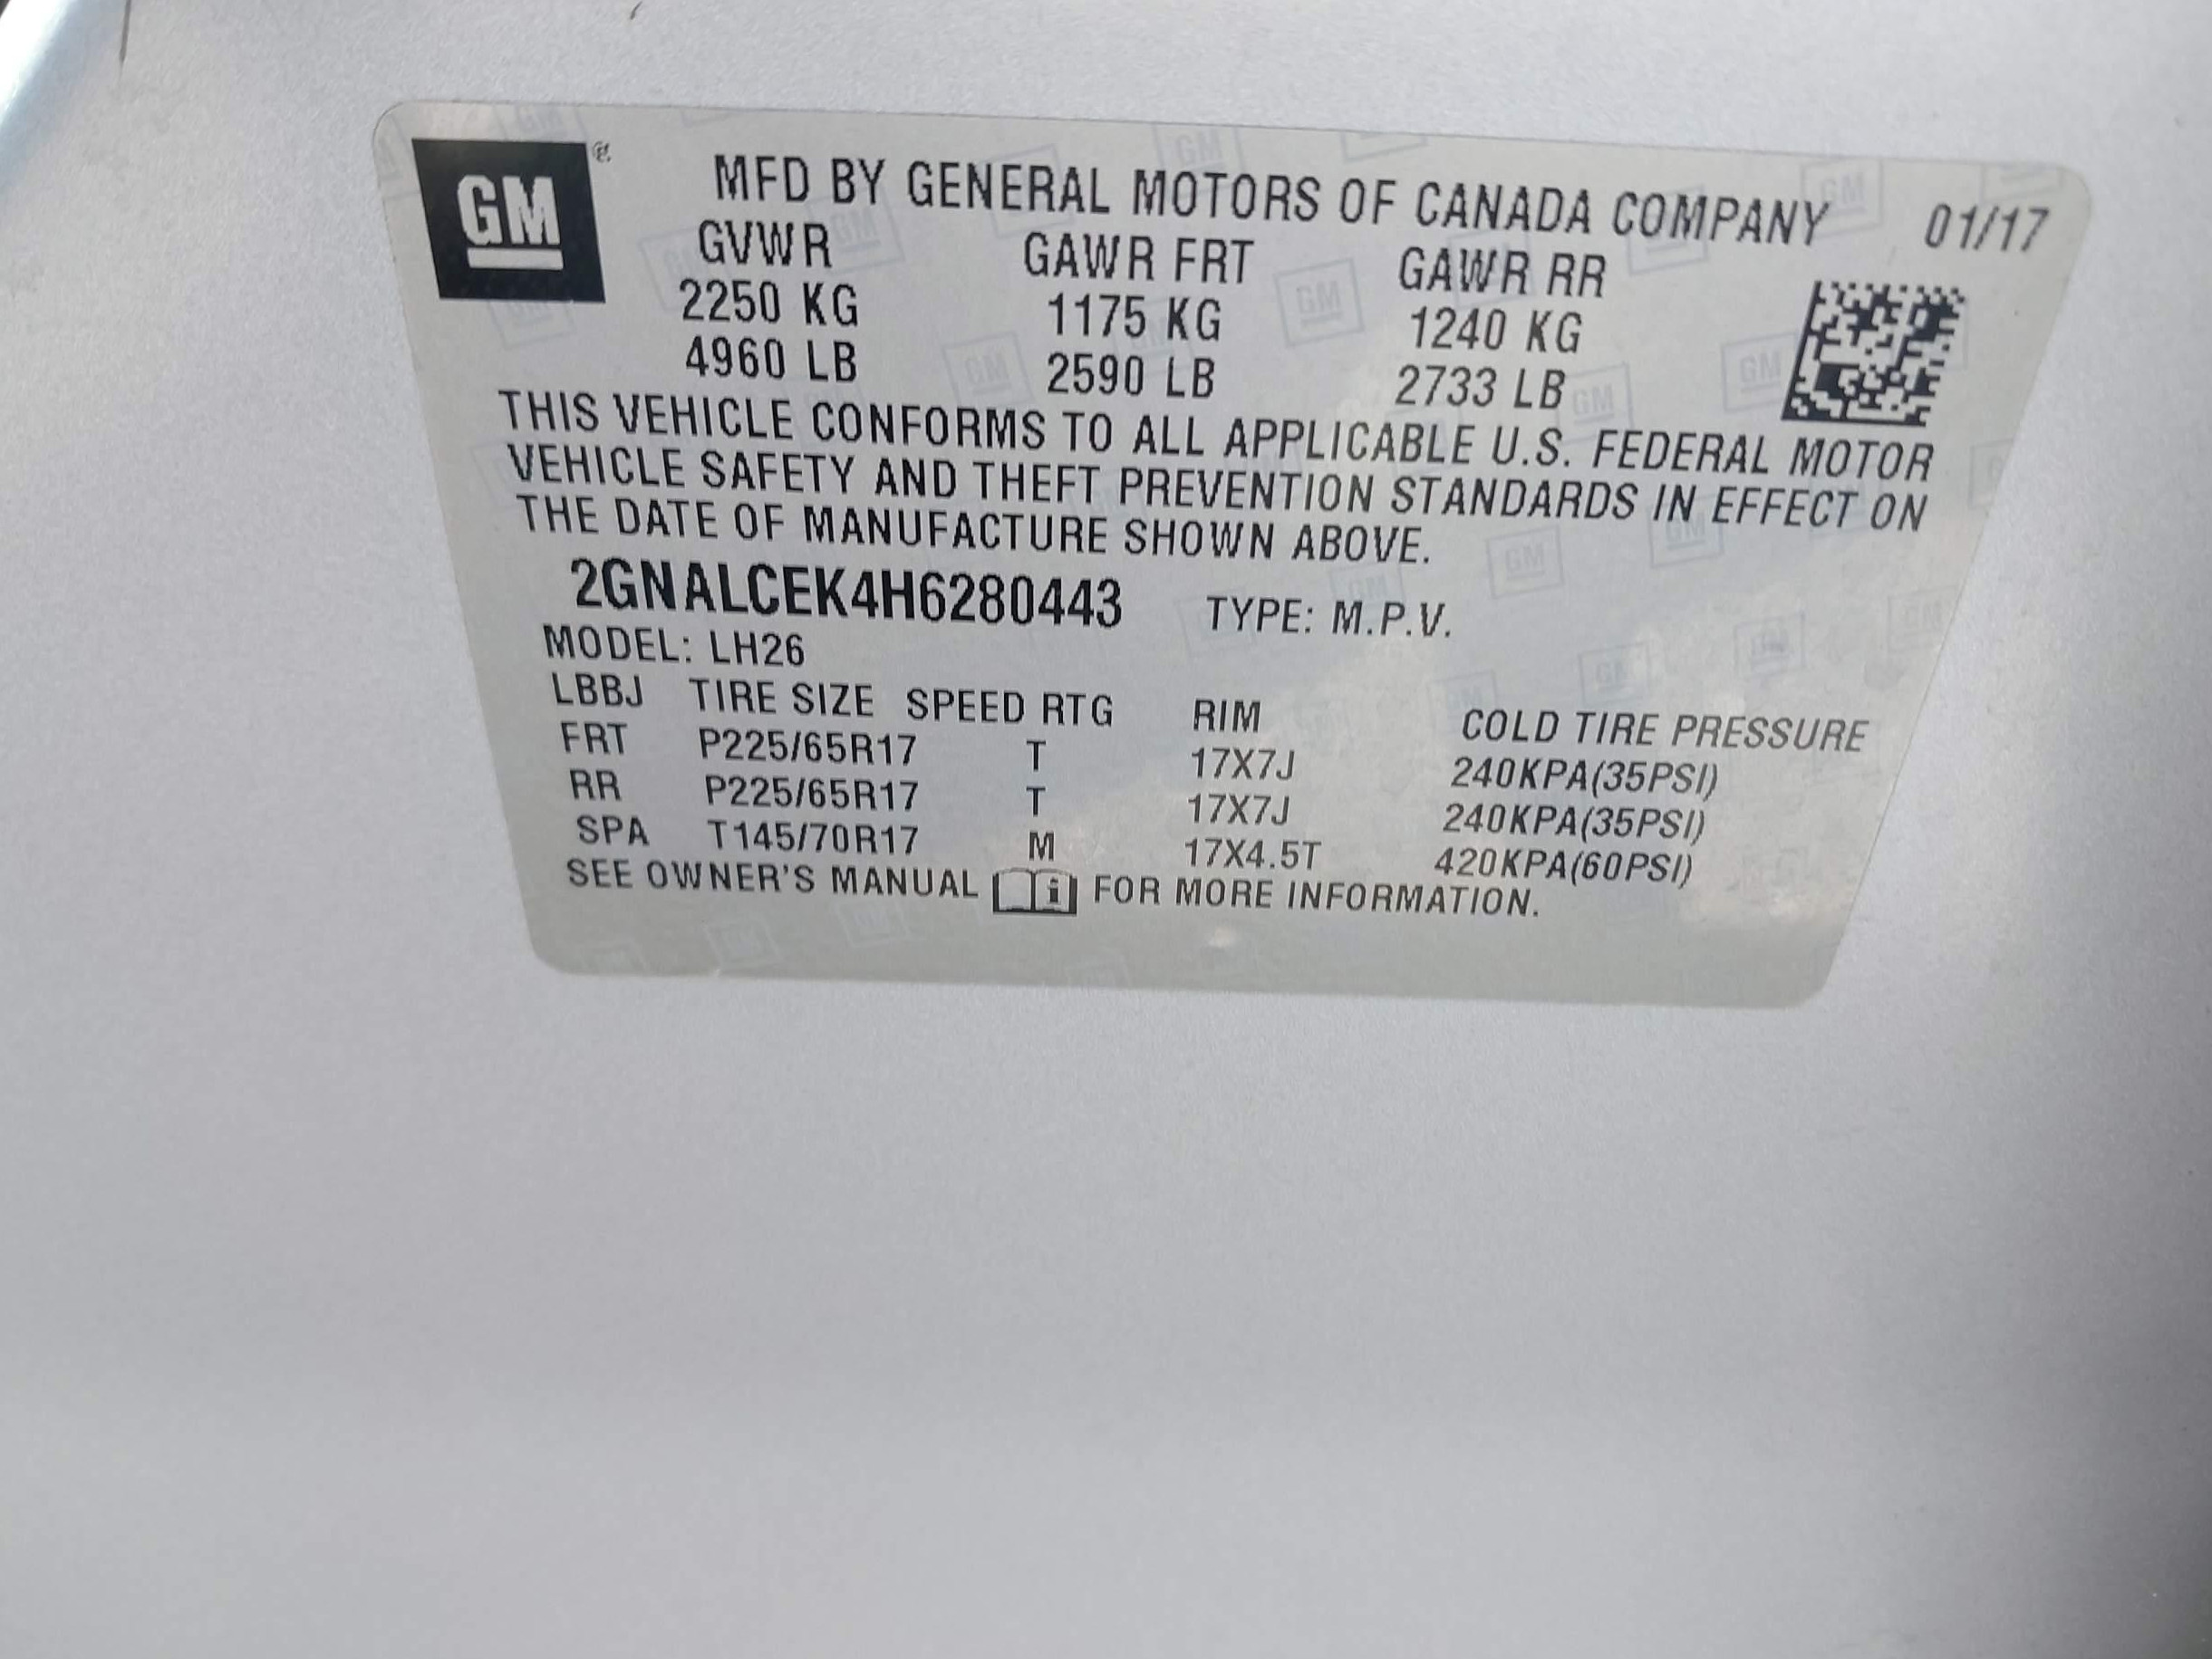 GM
MFD BY GENERAL MOTORS OF CANADA COMPANY 01/17
GVWR GAWR FRT GAWR RR
2250 KG 1175 KG 1240 KG
4960 LB 2590 LB 2733 LB
THIS VEHICLE CONFORMS TO ALL APPLICABLE U.S. FEDERAL MOTOR
VEHICLE SAFETY AND THEFT PREVENTION STANDARDS IN EFFECT ON
THE DATE OF MANUFACTURE SHOWN ABOVE.
2GNALCEK4H6280443 TYPE: M.P.V.
MODEL: LH26
LBBJ TIRE SIZE SPEED RTG RIM COLD TIRE PRESSURE
FRT P225/65R17 T 17X7J 240KPA(35PSI)
RR P225/65R17 T 17X7J 240KPA(35PSI)
SPA T145/70R17 M 17X4.5T 420KPA(60PSI)
SEE OWNER'S MANUAL FOR MORE INFORMATION.